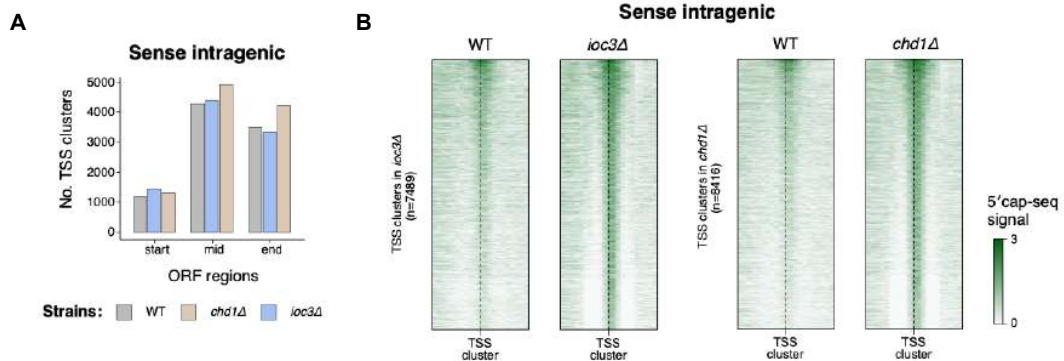 A
Sense intragenic
No. TSS clusters
5000
4000
3000
2000
1000
0
start mid end
ORF regions
Strains: WT chd1Δ ioc3Δ
B
Sense intragenic
WT ioc3Δ WT chd1Δ
TSS clusters in ioc3Δ
(n=7489)
TSS clusters in chd1Δ
(n=8416)
TSS
cluster
TSS
cluster
TSS
cluster
TSS
cluster
5′cap-seq
signal
3
0